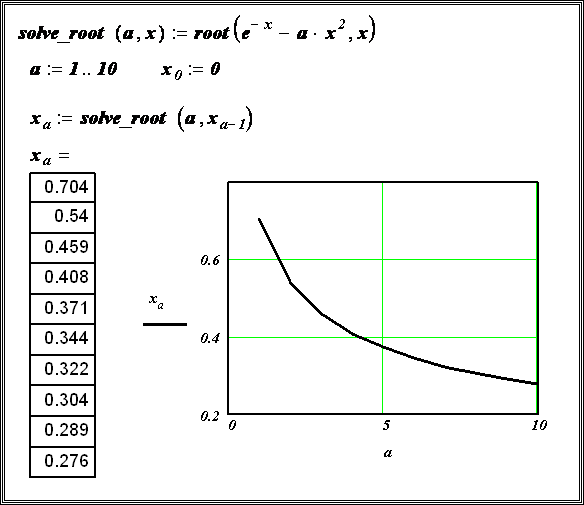 solve_root (a, x) := root(e^{-x} - a · x^2, x)
a := 1 .. 10 x_0 := 0
x_a := solve_root (a, x_{a-1})
x_a =
0.704
0.54
0.459
0.408
0.371
0.344
0.322
0.304
0.289
0.276
x_a
0.6
0.4
0.2
0 5 10
a